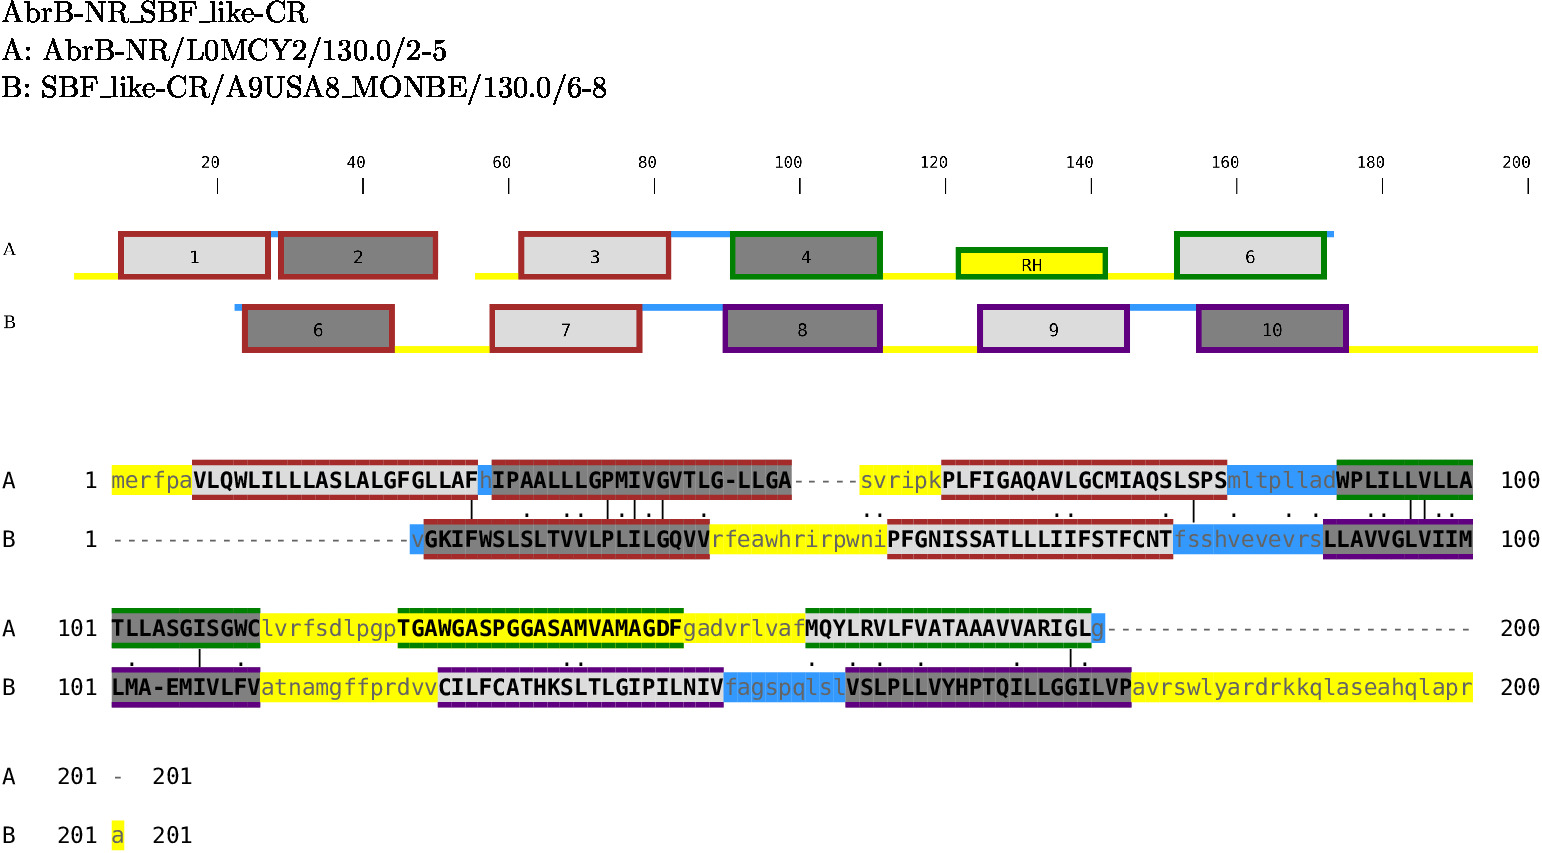 AbrB-NR_SBF_like-CR
A: AbrB-NR/L0MCY2/130.0/2-5
B: SBF_like-CR/A9USA8_MONBE/130.0/6-8
20 40 60 80 100 120 140 160 180 200
A 1 2 3 4 RH 6
B 6 7 8 9 10
A 1 merfpaVLQWLILLLASLALGFGLLAFhIPAALLLGPMIVGVTLG-LLGA-----svripkPLFIGAQAVLGCMIAQSLSPSmltplladWPLILLVLLA 100
B 1 ----------------------vGKIFWSLSLTVVLPLILGQVVrfeawhrirpwniPFGNISSATLLLIIFSTFCNTfsshvevevrsLLAVVGLVIIM 100
A 101 TLLASGISGWClvrfsdlpgpTGAWGASPGGASAMVAMAGDFgadvrlvafMQYLRVLFVATAAAVVARIGLg--------------------------- 200
B 101 LMA-EMIVLFVatnamgffprdvvCILFCATHKSLTLGIPILNIVfagspqlslVSLPLLVYHPTQILLGGILVPavrswlyardrkkqlaseahqlapr 200
A 201 - 201
B 201 a 201